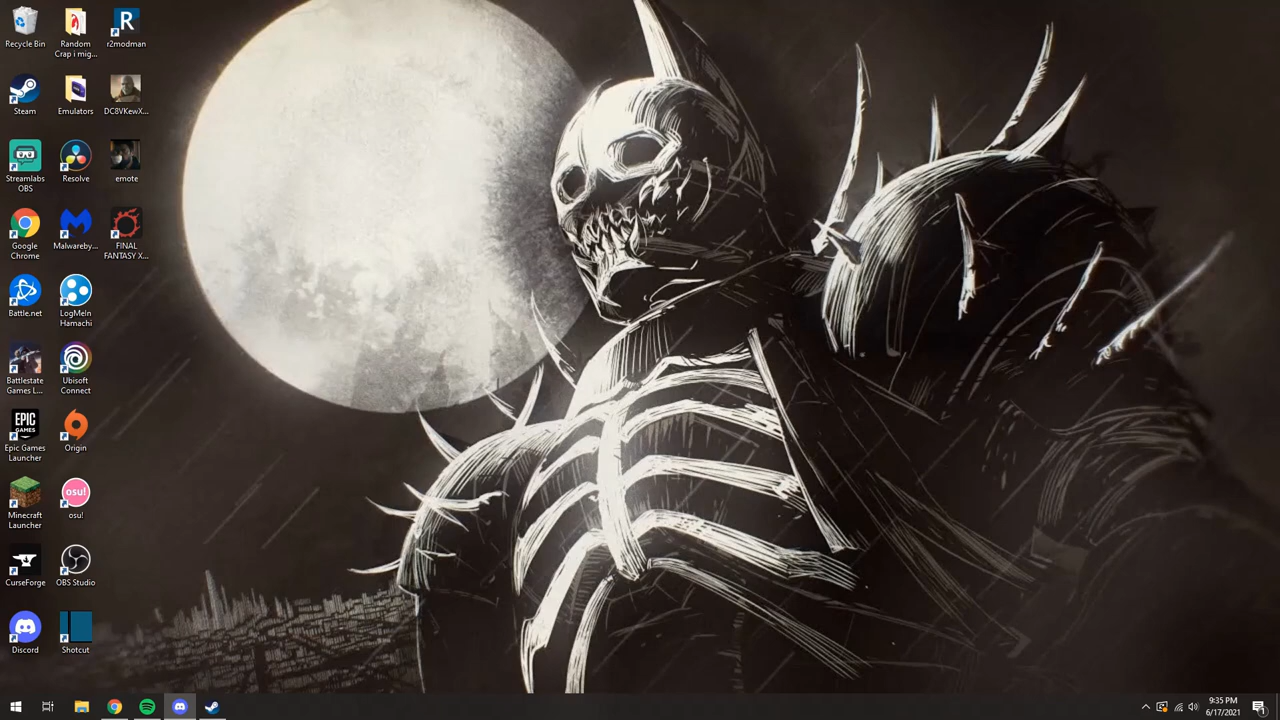 Recycle Bin
Random
Crap i mig...
R
r2modman
Steam
Emulators
DC8VKewX...
Streamlabs
OBS
Resolve
emote
Google
Chrome
Malwareby...
FINAL
FANTASY X...
Battle.net
LogMeIn
Hamachi
Battlestate
Games L...
Ubisoft
Connect
EPIC
GAMES
Epic Games
Launcher
Origin
Minecraft
Launcher
osu!
osu!
CurseForge
OBS Studio
Discord
Shotcut
9:35 PM
6/17/2021
1